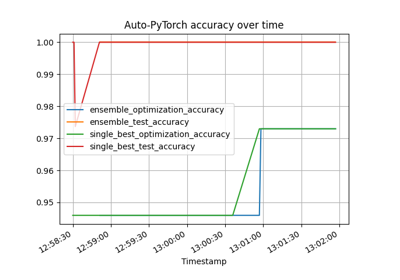 Auto-PyTorch accuracy over time
1.00
0.99
0.98
0.97
0.96
0.95
ensemble_optimization_accuracy
ensemble_test_accuracy
single_best_optimization_accuracy
single_best_test_accuracy
12:58:30
12:59:00
12:59:30
13:00:00
13:00:30
13:01:00
13:01:30
13:02:00
Timestamp